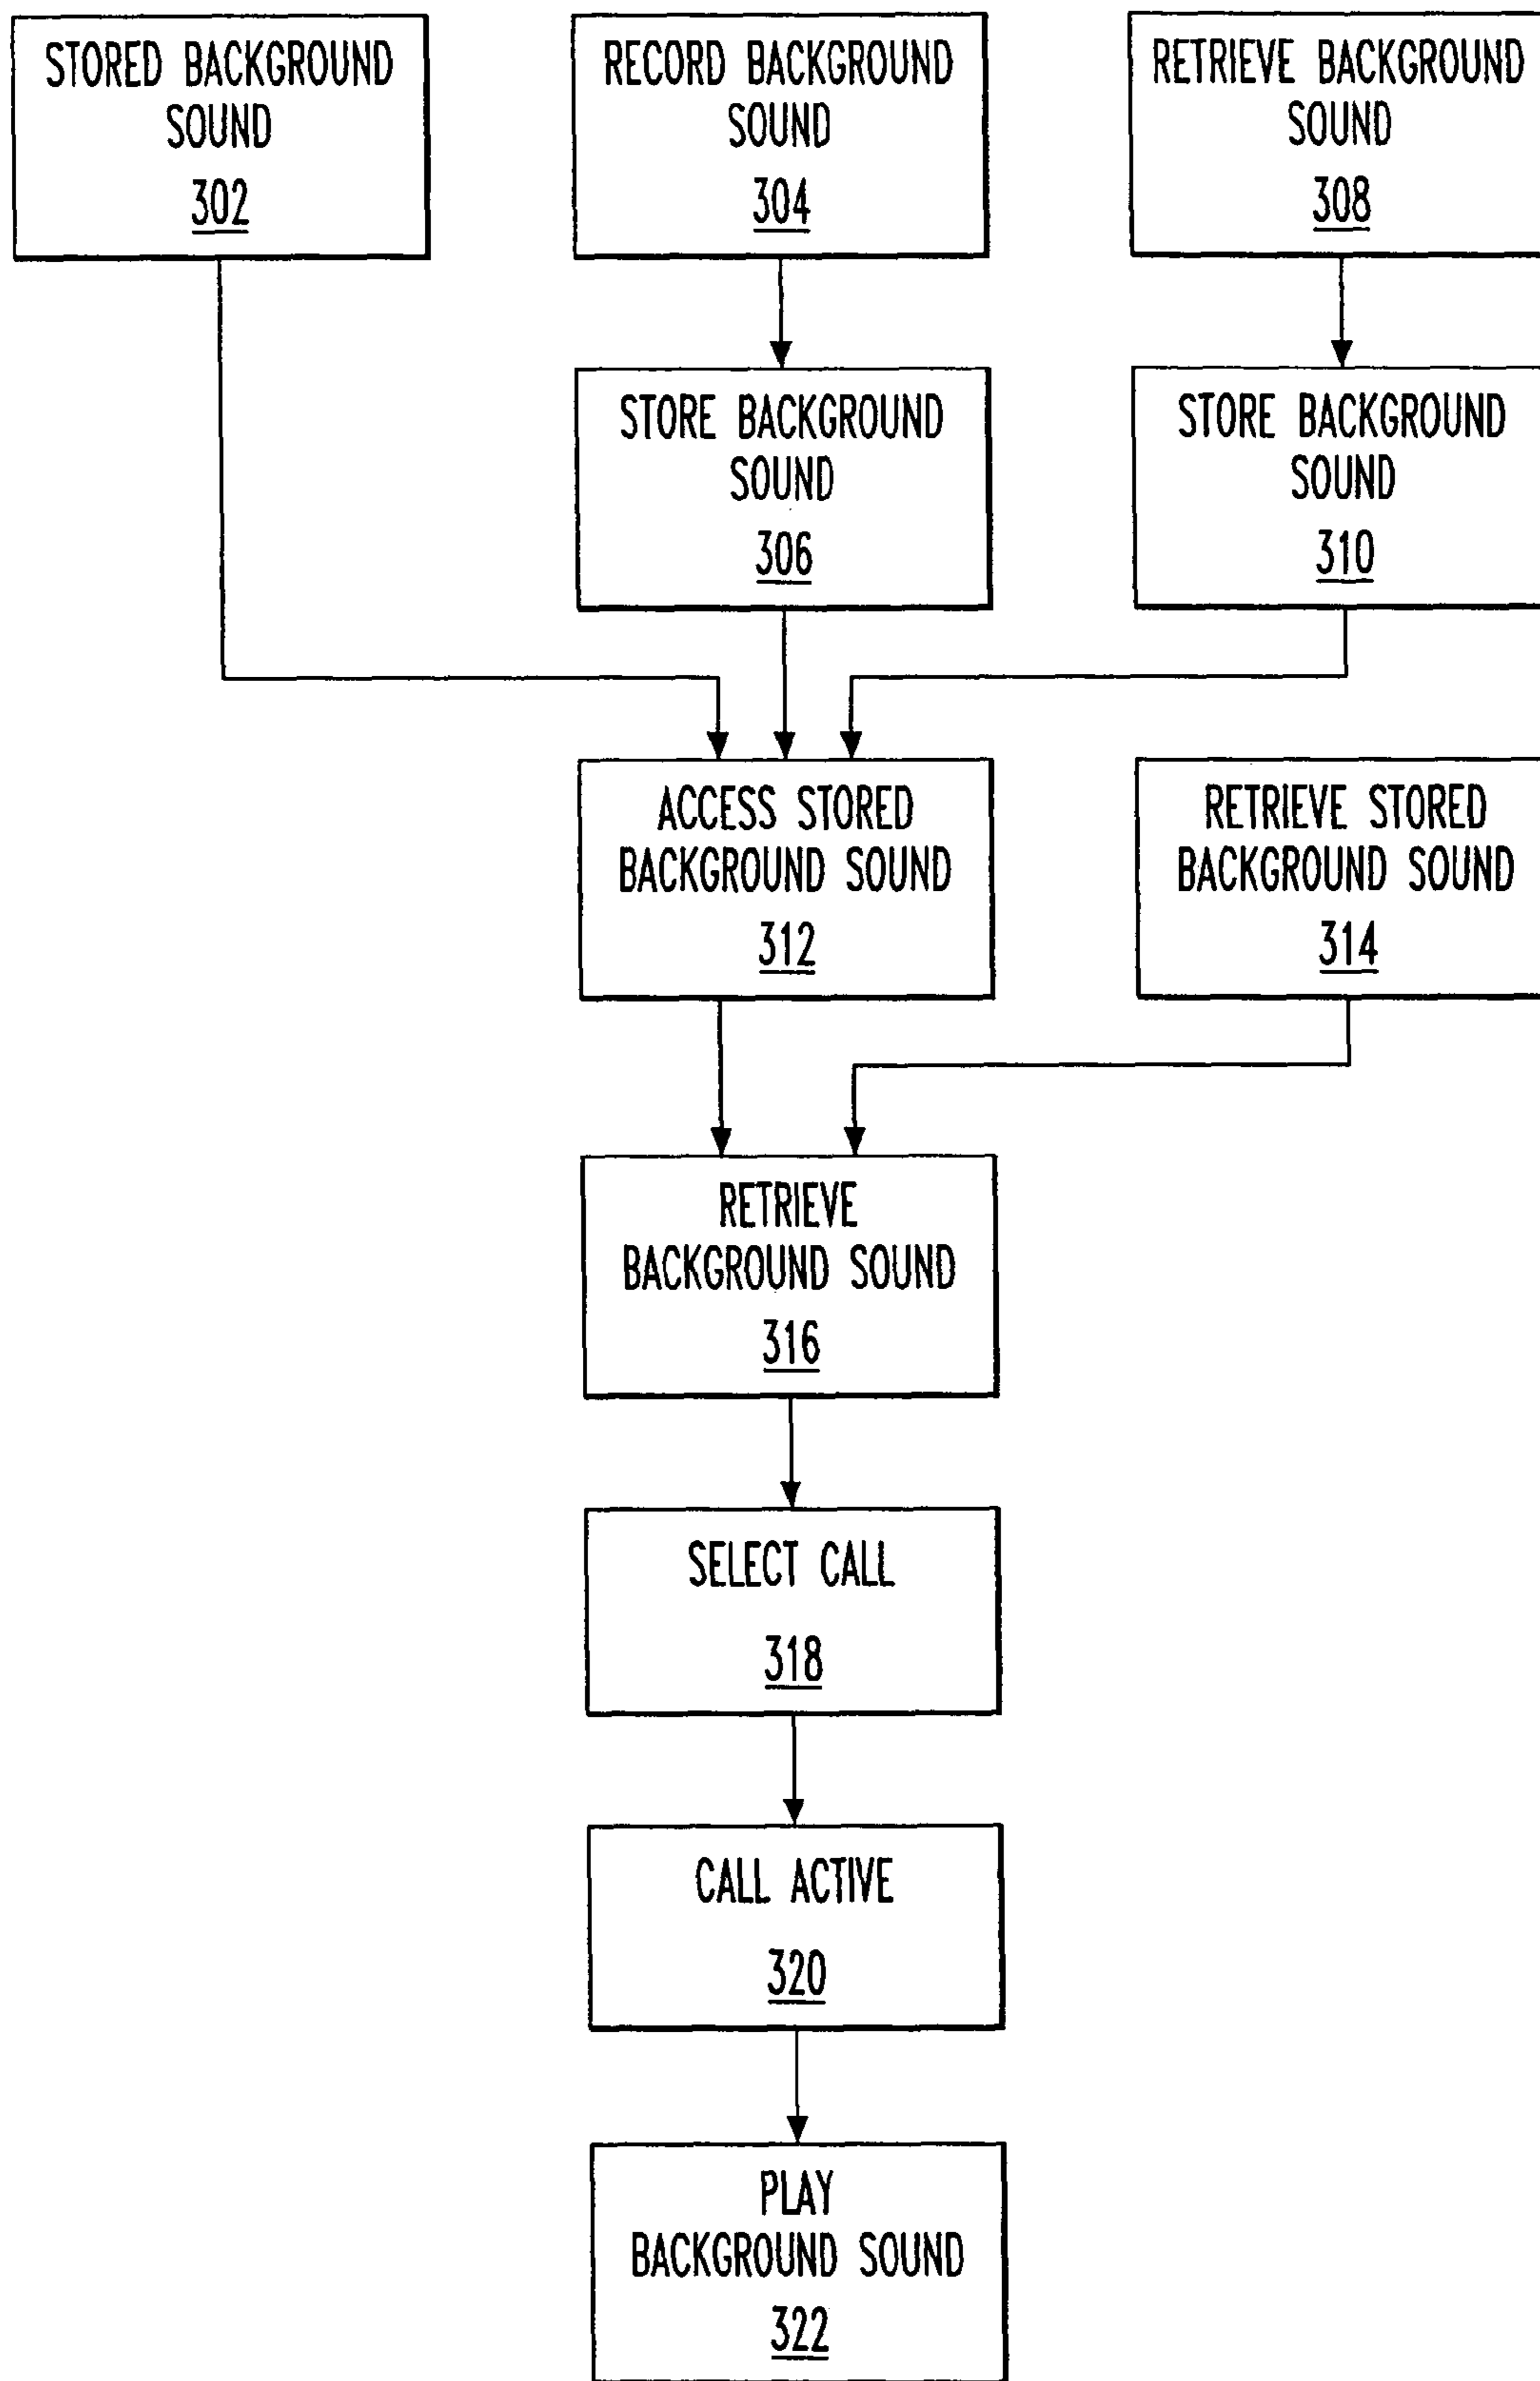 STORED BACKGROUND
SOUND
302
RECORD BACKGROUND
SOUND
304
RETRIEVE BACKGROUND
SOUND
308
STORE BACKGROUND
SOUND
306
STORE BACKGROUND
SOUND
310
ACCESS STORED
BACKGROUND SOUND
312
RETRIEVE STORED
BACKGROUND SOUND
314
RETRIEVE
BACKGROUND SOUND
316
SELECT CALL
318
CALL ACTIVE
320
PLAY
BACKGROUND SOUND
322